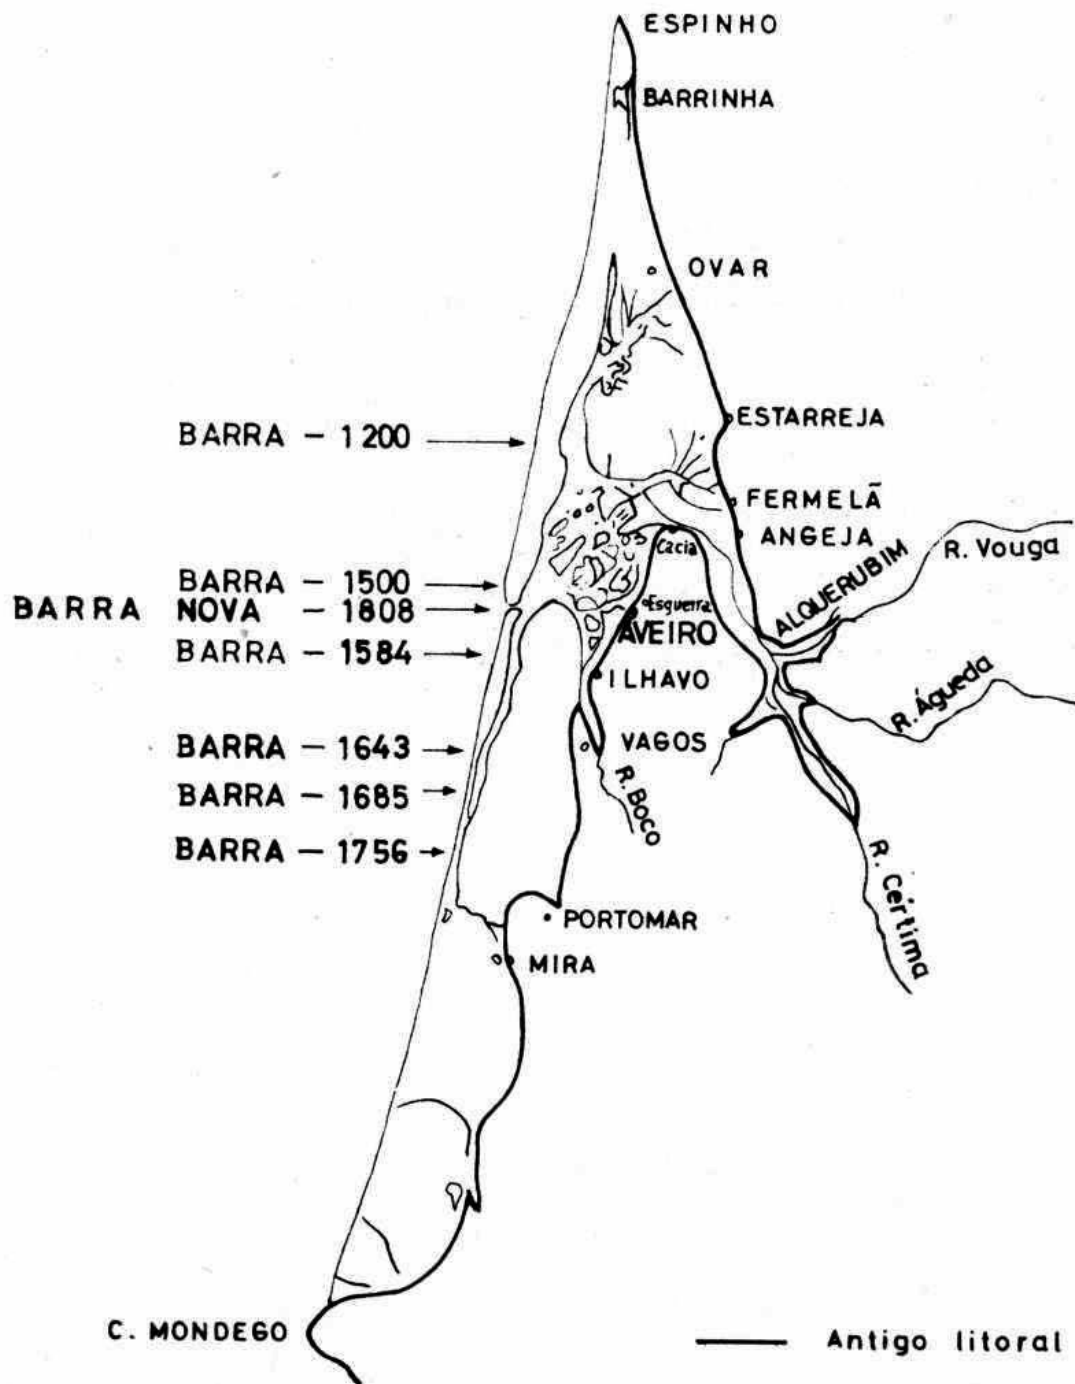 ESPINHO
BARRINHA
OVAR
BARRA – 1200
ESTARREJA
FERMELÃ
ANGEJA
Cacia
R. Vouga
ALQUERUBIM
BARRA – 1500
BARRA NOVA – 1808
Esgueira
AVEIRO
BARRA – 1584
ILHAVO
R. Águeda
BARRA – 1643
VAGOS
BARRA – 1685
R. Boco
BARRA – 1756
R. Cértima
PORTOMAR
MIRA
C. MONDEGO
Antigo litoral